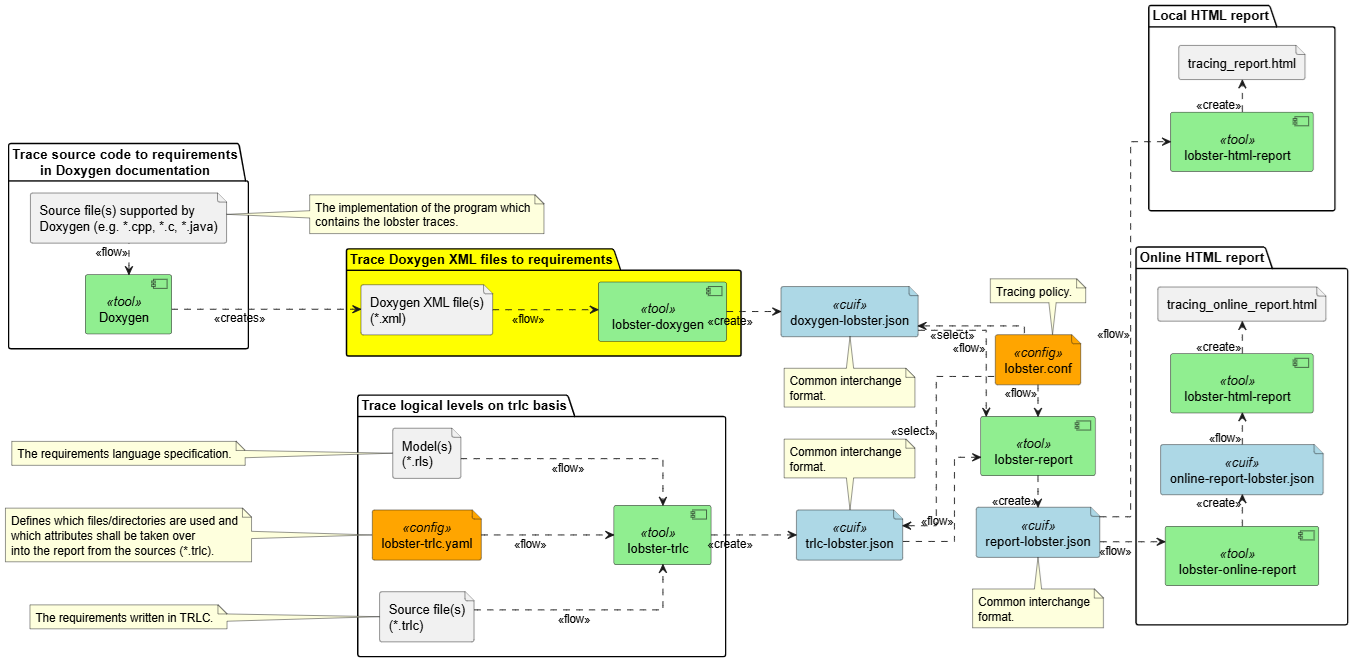 Local HTML report
tracing_report.html
«create»
«tool»
lobster-html-report
Trace source code to requirements
in Doxygen documentation
Source file(s) supported by
Doxygen (e.g. *.cpp, *.c, *.java)
«flow»
«tool»
Doxygen
«creates»
The implementation of the program which
contains the lobster traces.
Trace Doxygen XML files to requirements
Doxygen XML file(s)
(*.xml)
«flow»
«tool»
lobster-doxygen
«create»
«cuif»
doxygen-lobster.json
Common interchange
format.
Tracing policy.
«config»
lobster.conf
«select»
«flow»
«flow»
«select»
«tool»
lobster-report
«create»
«flow»
«cuif»
report-lobster.json
«flow»
«flow»
Common interchange
format.
Online HTML report
tracing_online_report.html
«create»
«tool»
lobster-html-report
«flow»
«cuif»
online-report-lobster.json
«create»
«tool»
lobster-online-report
Trace logical levels on trlc basis
Model(s)
(*.rls)
«flow»
The requirements language specification.
Defines which files/directories are used and
which attributes shall be taken over
into the report from the sources (*.trlc).
«config»
lobster-trlc.yaml
«flow»
«tool»
lobster-trlc
«create»
Common interchange
format.
«cuif»
trlc-lobster.json
The requirements written in TRLC.
Source file(s)
(*.trlc)
«flow»